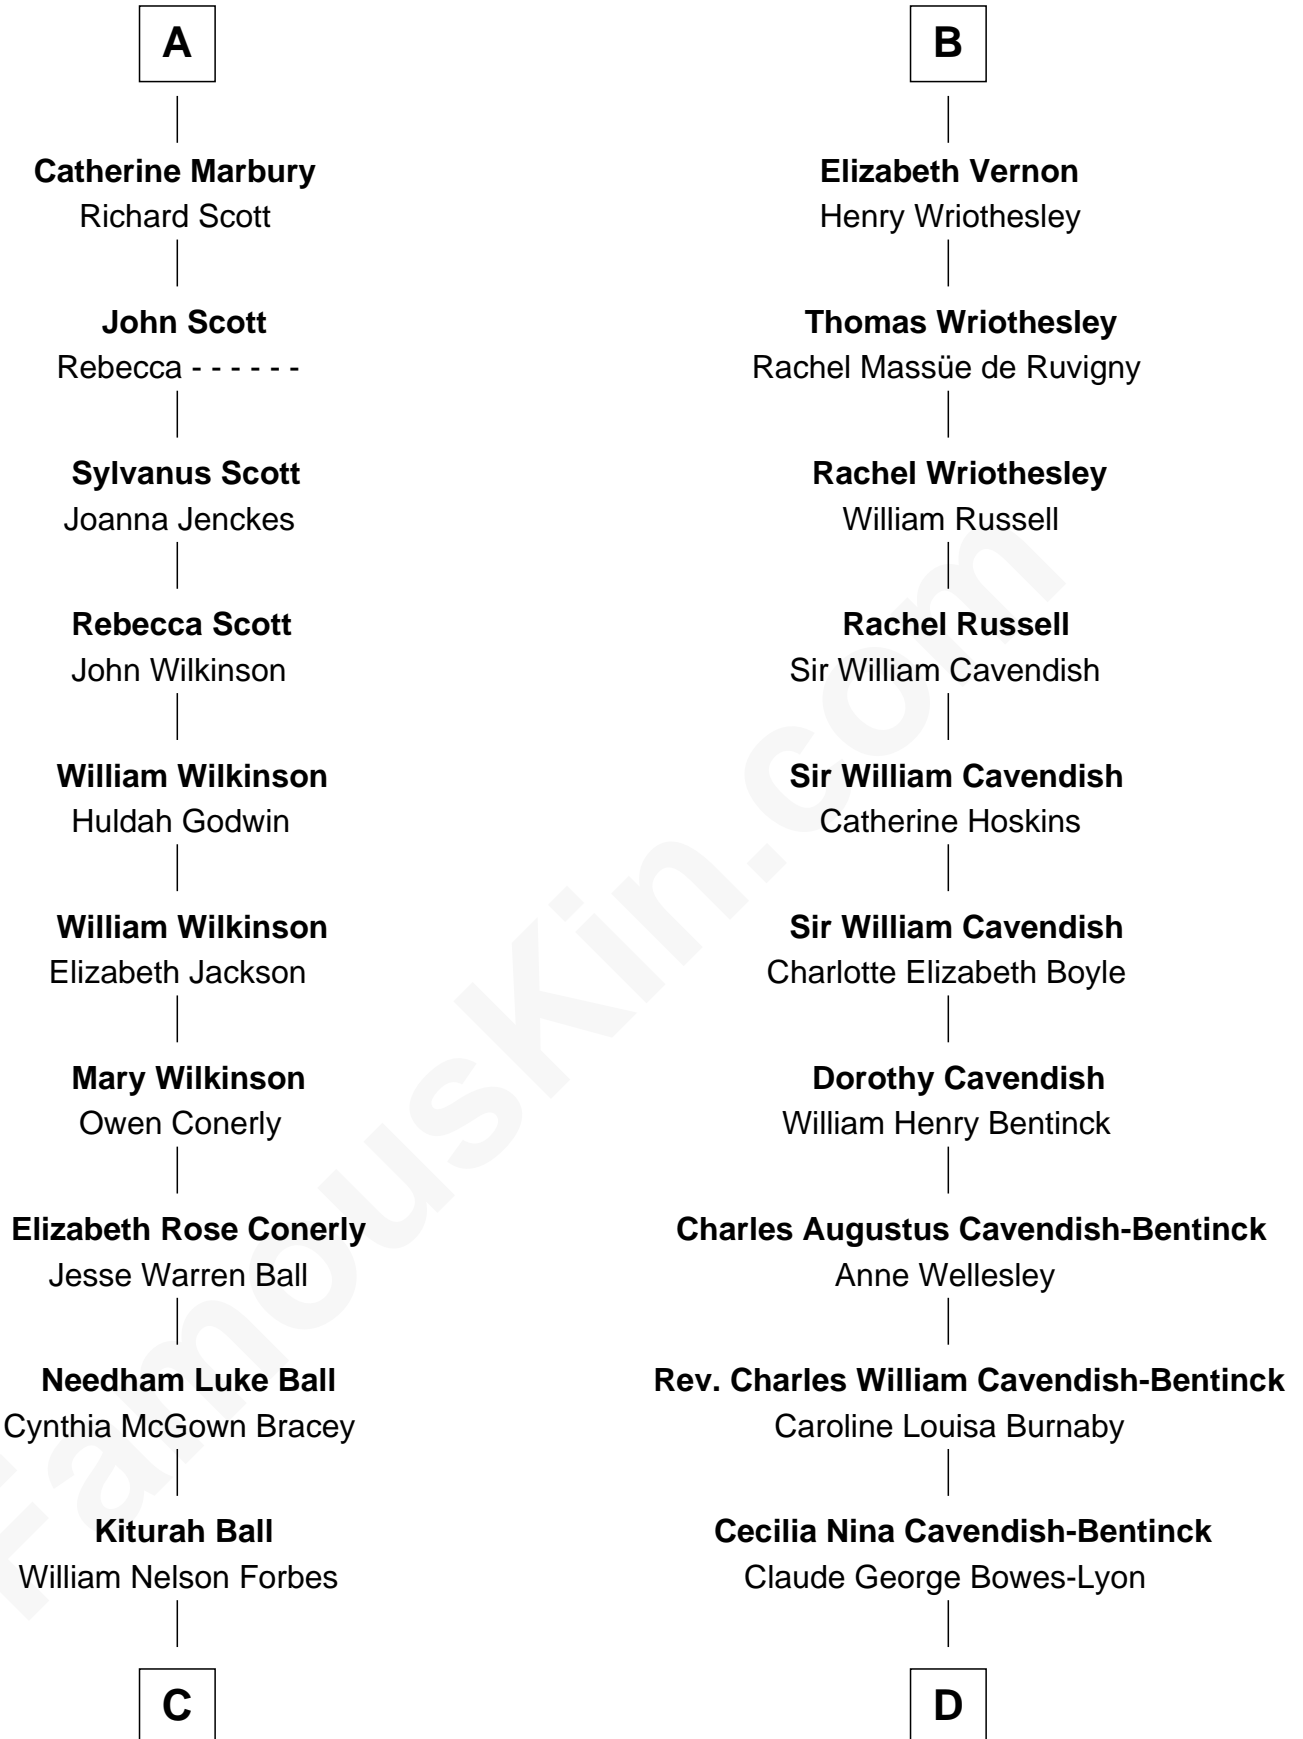 A
Catherine Marbury
Richard Scott
John Scott
Rebecca - - - - - -
Sylvanus Scott
Joanna Jenckes
Rebecca Scott
John Wilkinson
William Wilkinson
Huldah Godwin
William Wilkinson
Elizabeth Jackson
Mary Wilkinson
Owen Conerly
Elizabeth Rose Conerly
Jesse Warren Ball
Needham Luke Ball
Cynthia McGown Bracey
Kiturah Ball
William Nelson Forbes
C
B
Elizabeth Vernon
Henry Wriothesley
Thomas Wriothesley
Rachel Massüe de Ruvigny
Rachel Wriothesley
William Russell
Rachel Russell
Sir William Cavendish
Sir William Cavendish
Catherine Hoskins
Sir William Cavendish
Charlotte Elizabeth Boyle
Dorothy Cavendish
William Henry Bentinck
Charles Augustus Cavendish-Bentinck
Anne Wellesley
Rev. Charles William Cavendish-Bentinck
Caroline Louisa Burnaby
Cecilia Nina Cavendish-Bentinck
Claude George Bowes-Lyon
D
FamousKin.com